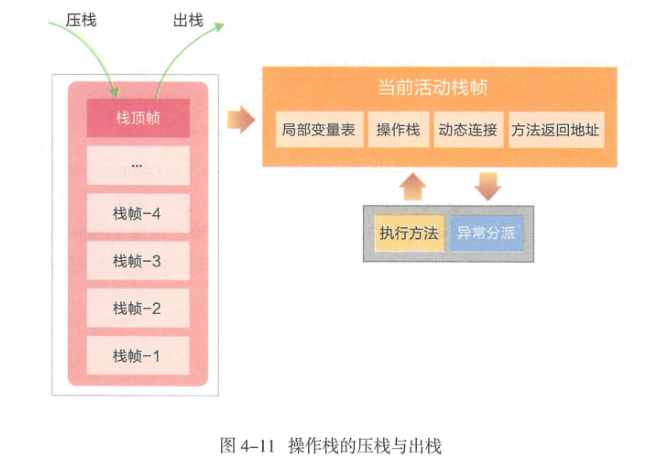 压栈 出栈
栈顶帧
...
栈帧-4
栈帧-3
栈帧-2
栈帧-1
当前活动栈帧
局部变量表 操作栈 动态连接 方法返回地址
执行方法 异常分派
图 4-11 操作栈的压栈与出栈